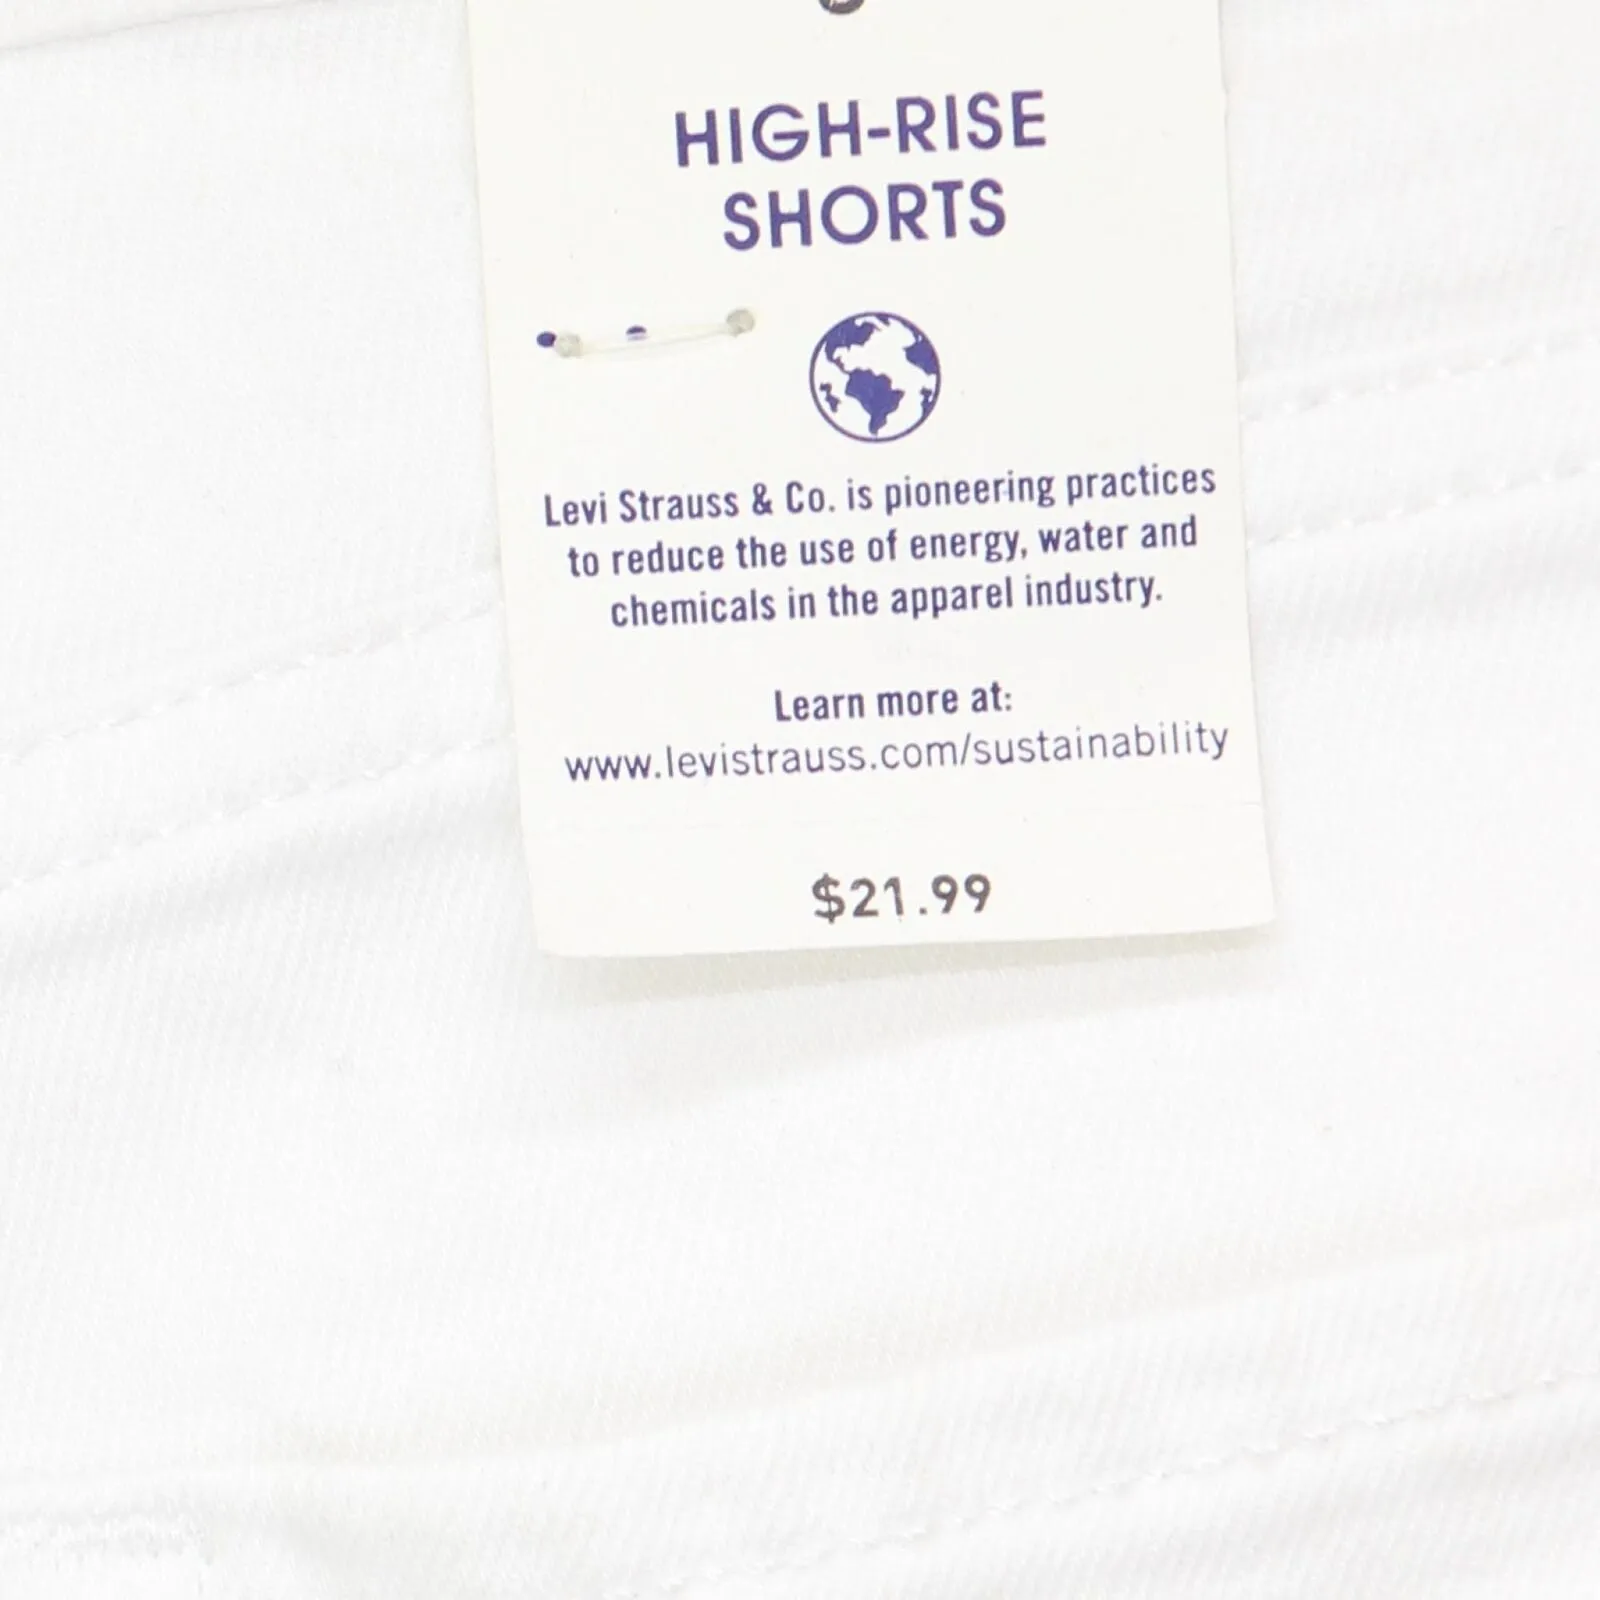 HIGH-RISE
SHORTS
Levi Strauss & Co. is pioneering practices
to reduce the use of energy, water and
chemicals in the apparel industry.
Learn more at:
www.levistrauss.com/sustainability
$21.99